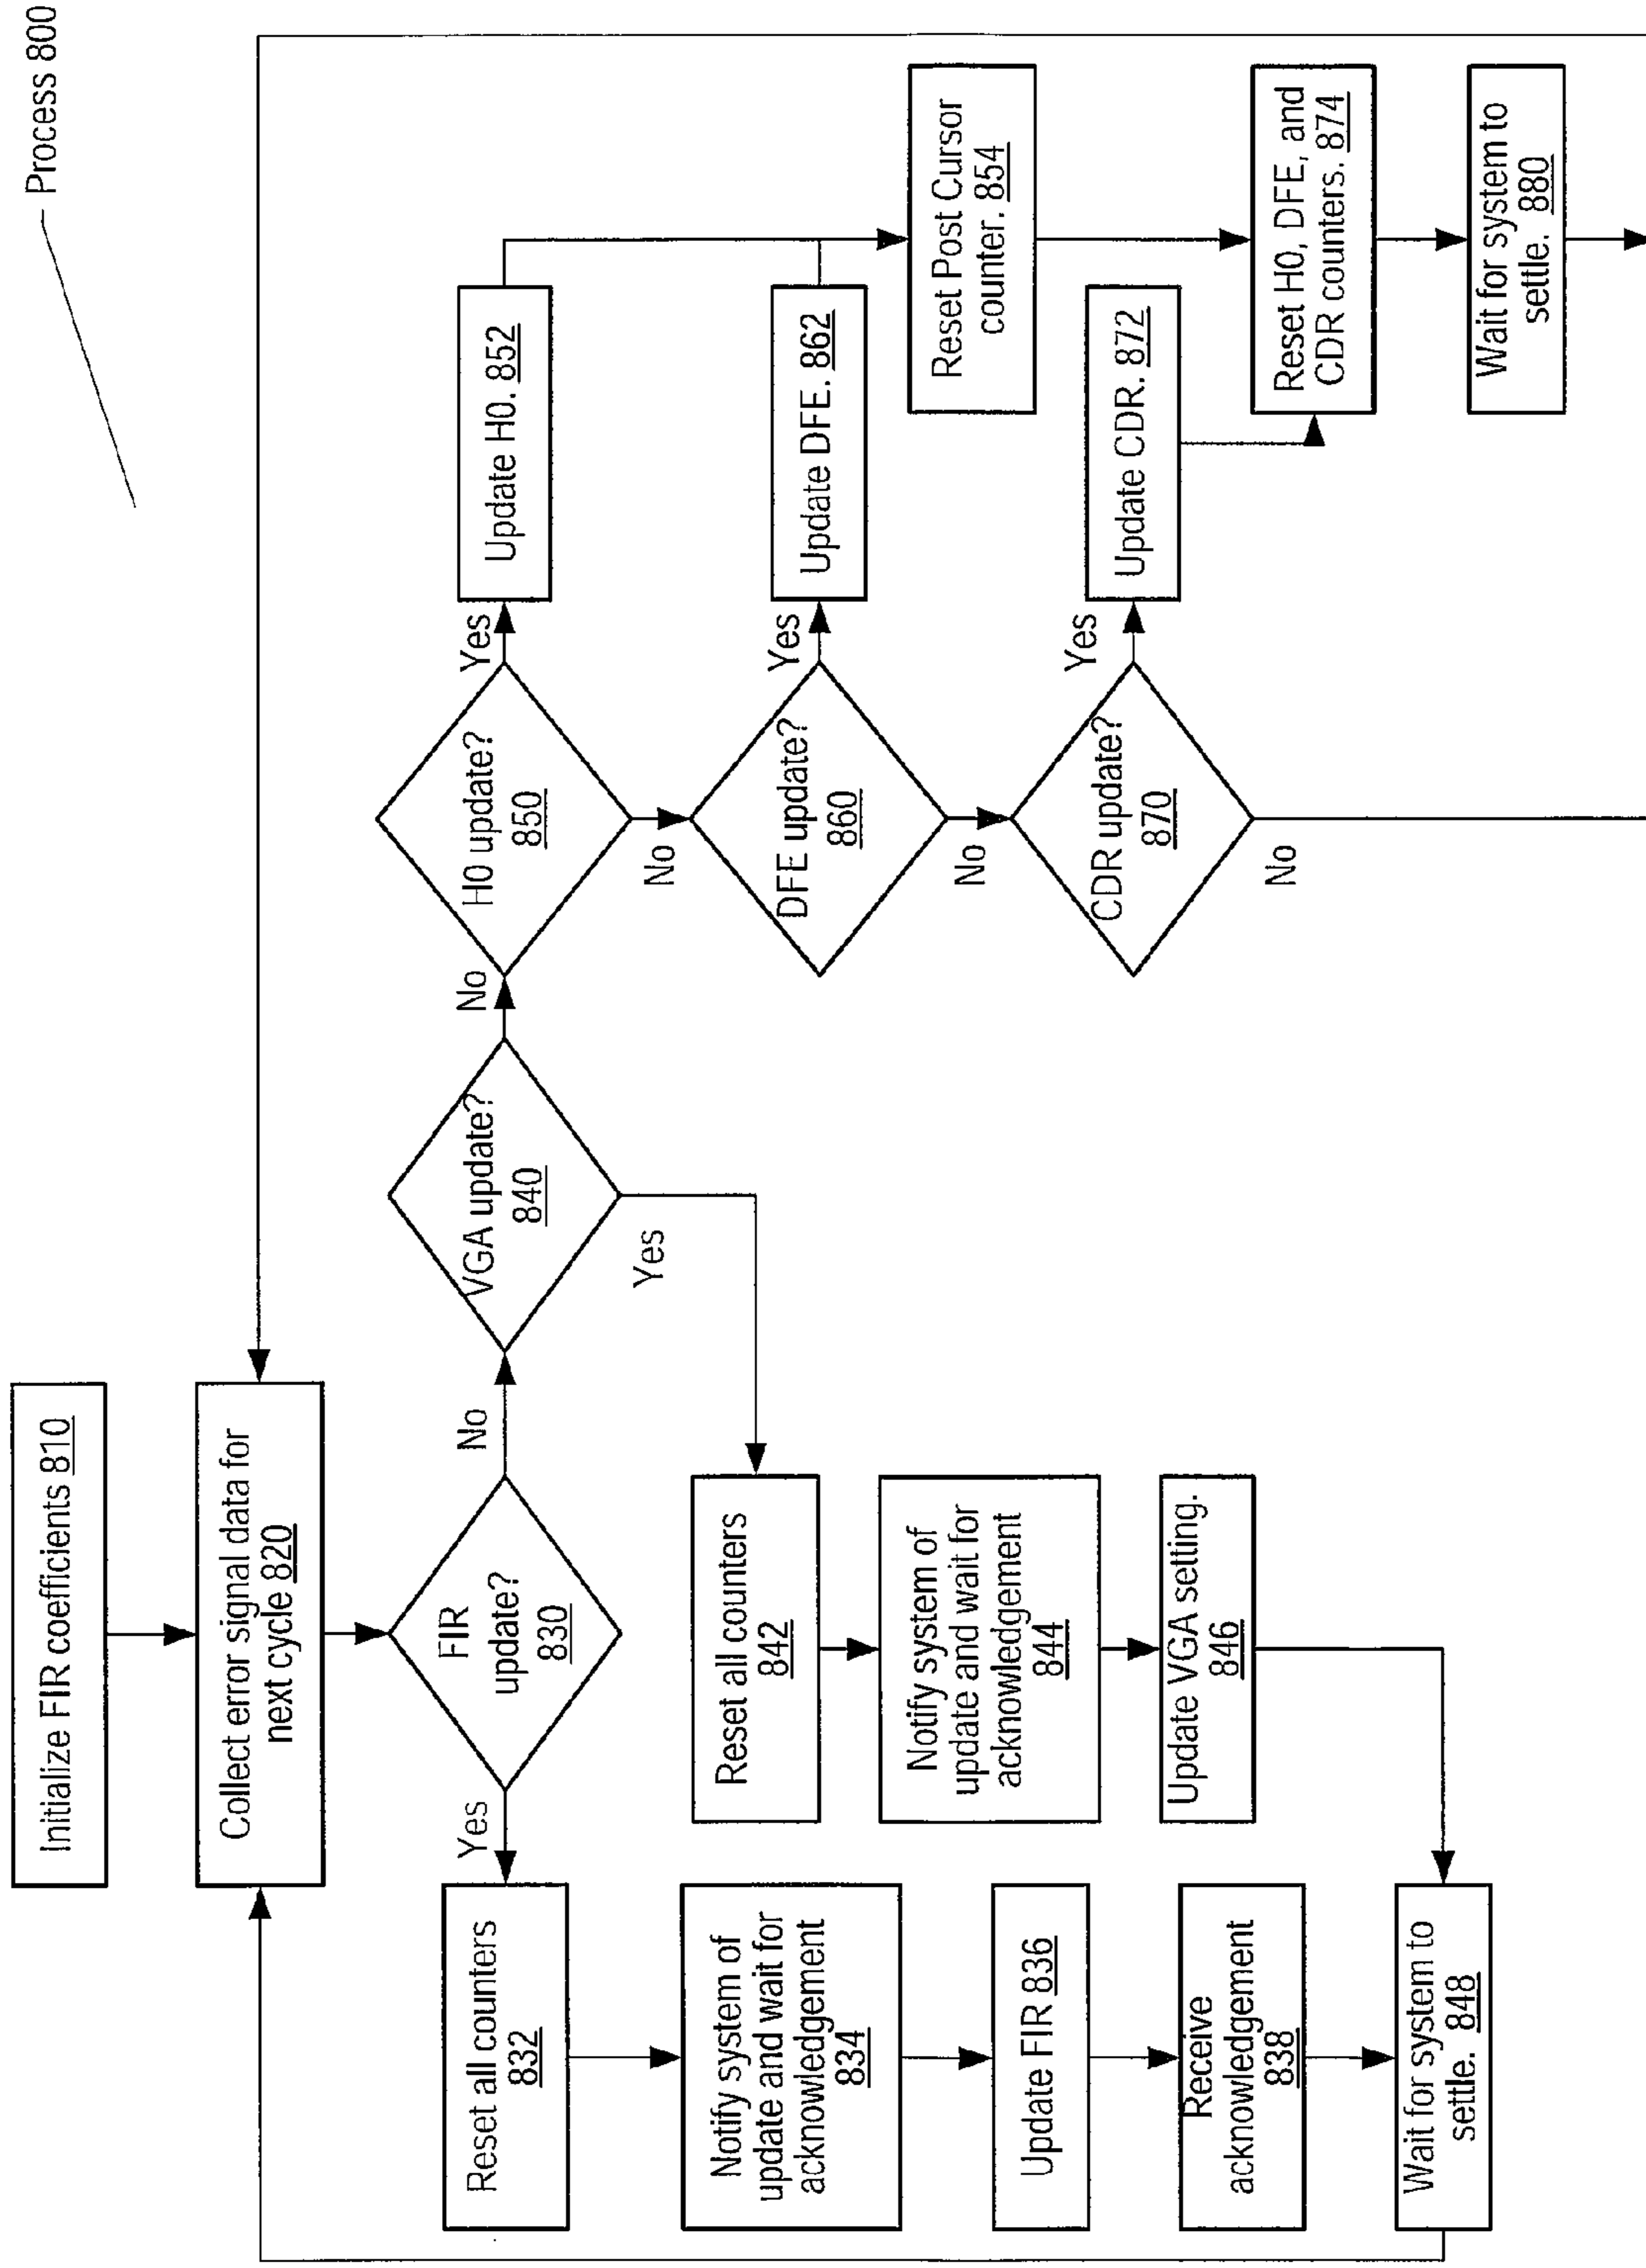 Process 800
Initialize FIR coefficients 810
Collect error signal data for
next cycle 820
FIR
update?
830
Yes
No
VGA update?
840
Yes
No
H0 update?
850
Yes
No
Update H0. 852
DFE update?
860
Yes
No
Update DFE. 862
CDR update?
870
Yes
No
Update CDR. 872
Reset Post Cursor
counter. 854
Reset H0, DFE, and
CDR counters. 874
Wait for system to
settle. 880
Reset all counters
832
Notify system of
update and wait for
acknowledgement
834
Update FIR 836
Receive
acknowledgement
838
Wait for system to
settle. 848
Reset all counters
842
Notify system of
update and wait for
acknowledgement
844
Update VGA setting.
846